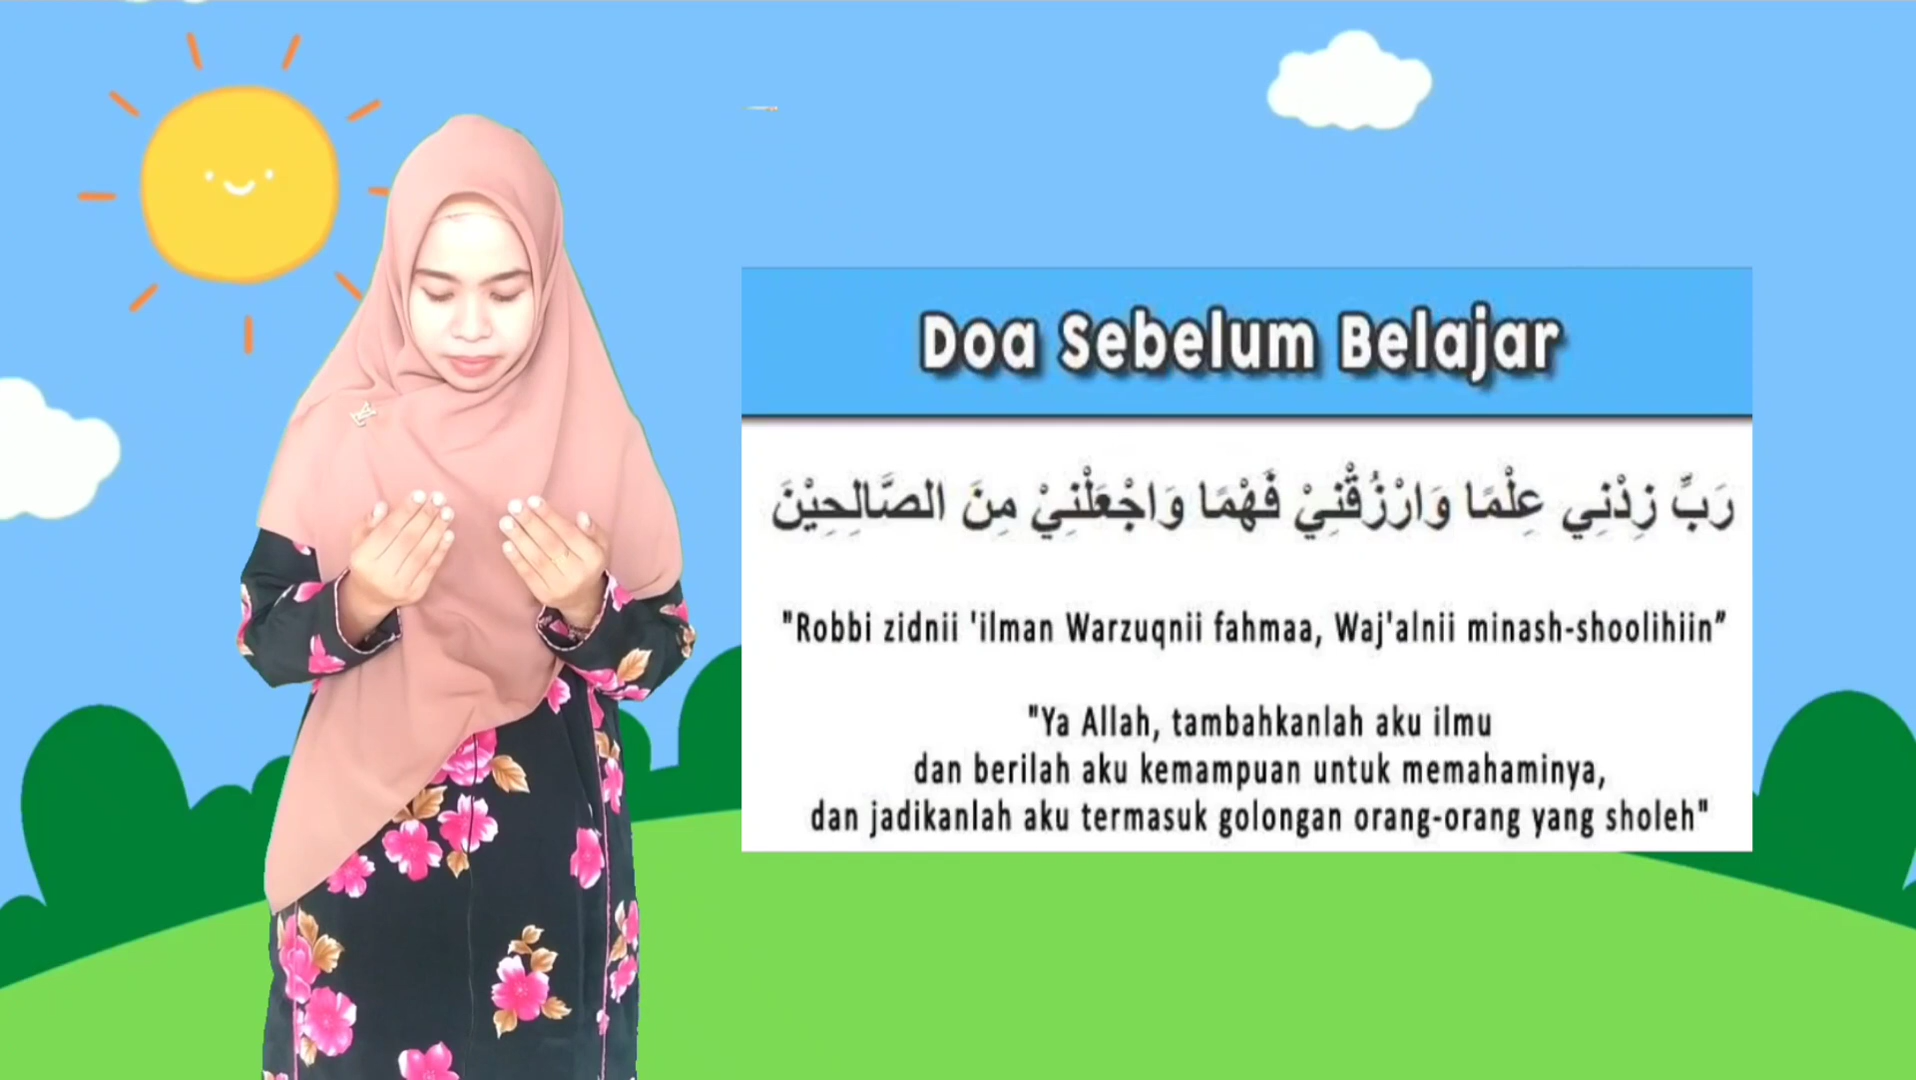 Doa Sebelum Belajar
رَبِّ زِدْنِي عِلْمًا وَارْزُقْنِيْ فَهْمًا وَاجْعَلْنِيْ مِنَ الصَّالِحِيْنَ
"Robbi zidnii 'ilman Warzuqnii fahmaa, Waj'alnii minash-shoolihiin”
"Ya Allah, tambahkanlah aku ilmu
dan berilah aku kemampuan untuk memahaminya,
dan jadikanlah aku termasuk golongan orang-orang yang sholeh"